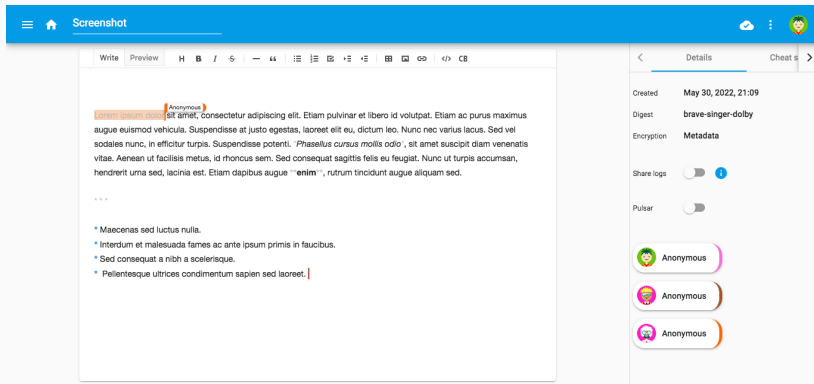 Screenshot
Write Preview H B I S — “ </> CB
Details Cheat s
Anonymous
Lorem ipsum dolor sit amet, consectetur adipiscing elit. Etiam pulvinar et libero id volutpat. Etiam ac purus maximus
augue euismod vehicula. Suspendisse at justo egestas, laoreet elit eu, dictum leo. Nunc nec varius lacus. Sed vel
sodales nunc, in efficitur turpis. Suspendisse potenti. *Phasellus cursus mollis odio*, sit amet suscipit diam venenatis
vitae. Aenean ut facilisis metus, id rhoncus sem. Sed consequat sagittis felis eu feugiat. Nunc ut turpis accumsan,
hendrerit urna sed, lacinia est. Etiam dapibus augue **enim**, rutrum tincidunt augue aliquam sed.
* * *
* Maecenas sed luctus nulla.
* Interdum et malesuada fames ac ante ipsum primis in faucibus.
* Sed consequat a nibh a scelerisque.
* Pellentesque ultrices condimentum sapien sed laoreet.
Created May 30, 2022, 21:09
Digest brave-singer-dolby
Encryption Metadata
Share logs
Pulsar
Anonymous
Anonymous
Anonymous